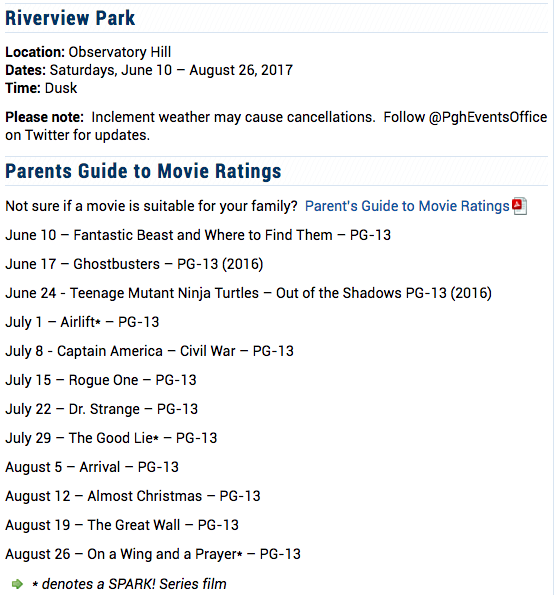 Riverview Park
Location: Observatory Hill
Dates: Saturdays, June 10 – August 26, 2017
Time: Dusk
Please note:  Inclement weather may cause cancellations.  Follow @PghEventsOffice
on Twitter for updates.
Parents Guide to Movie Ratings
Not sure if a movie is suitable for your family?  Parent's Guide to Movie Ratings
June 10 – Fantastic Beast and Where to Find Them – PG-13
June 17 – Ghostbusters – PG-13 (2016)
June 24 - Teenage Mutant Ninja Turtles – Out of the Shadows PG-13 (2016)
July 1 – Airlift* – PG-13
July 8 - Captain America – Civil War – PG-13
July 15 – Rogue One – PG-13
July 22 – Dr. Strange – PG-13
July 29 – The Good Lie* – PG-13
August 5 – Arrival – PG-13
August 12 – Almost Christmas – PG-13
August 19 – The Great Wall – PG-13
August 26 – On a Wing and a Prayer* – PG-13
* denotes a SPARK! Series film